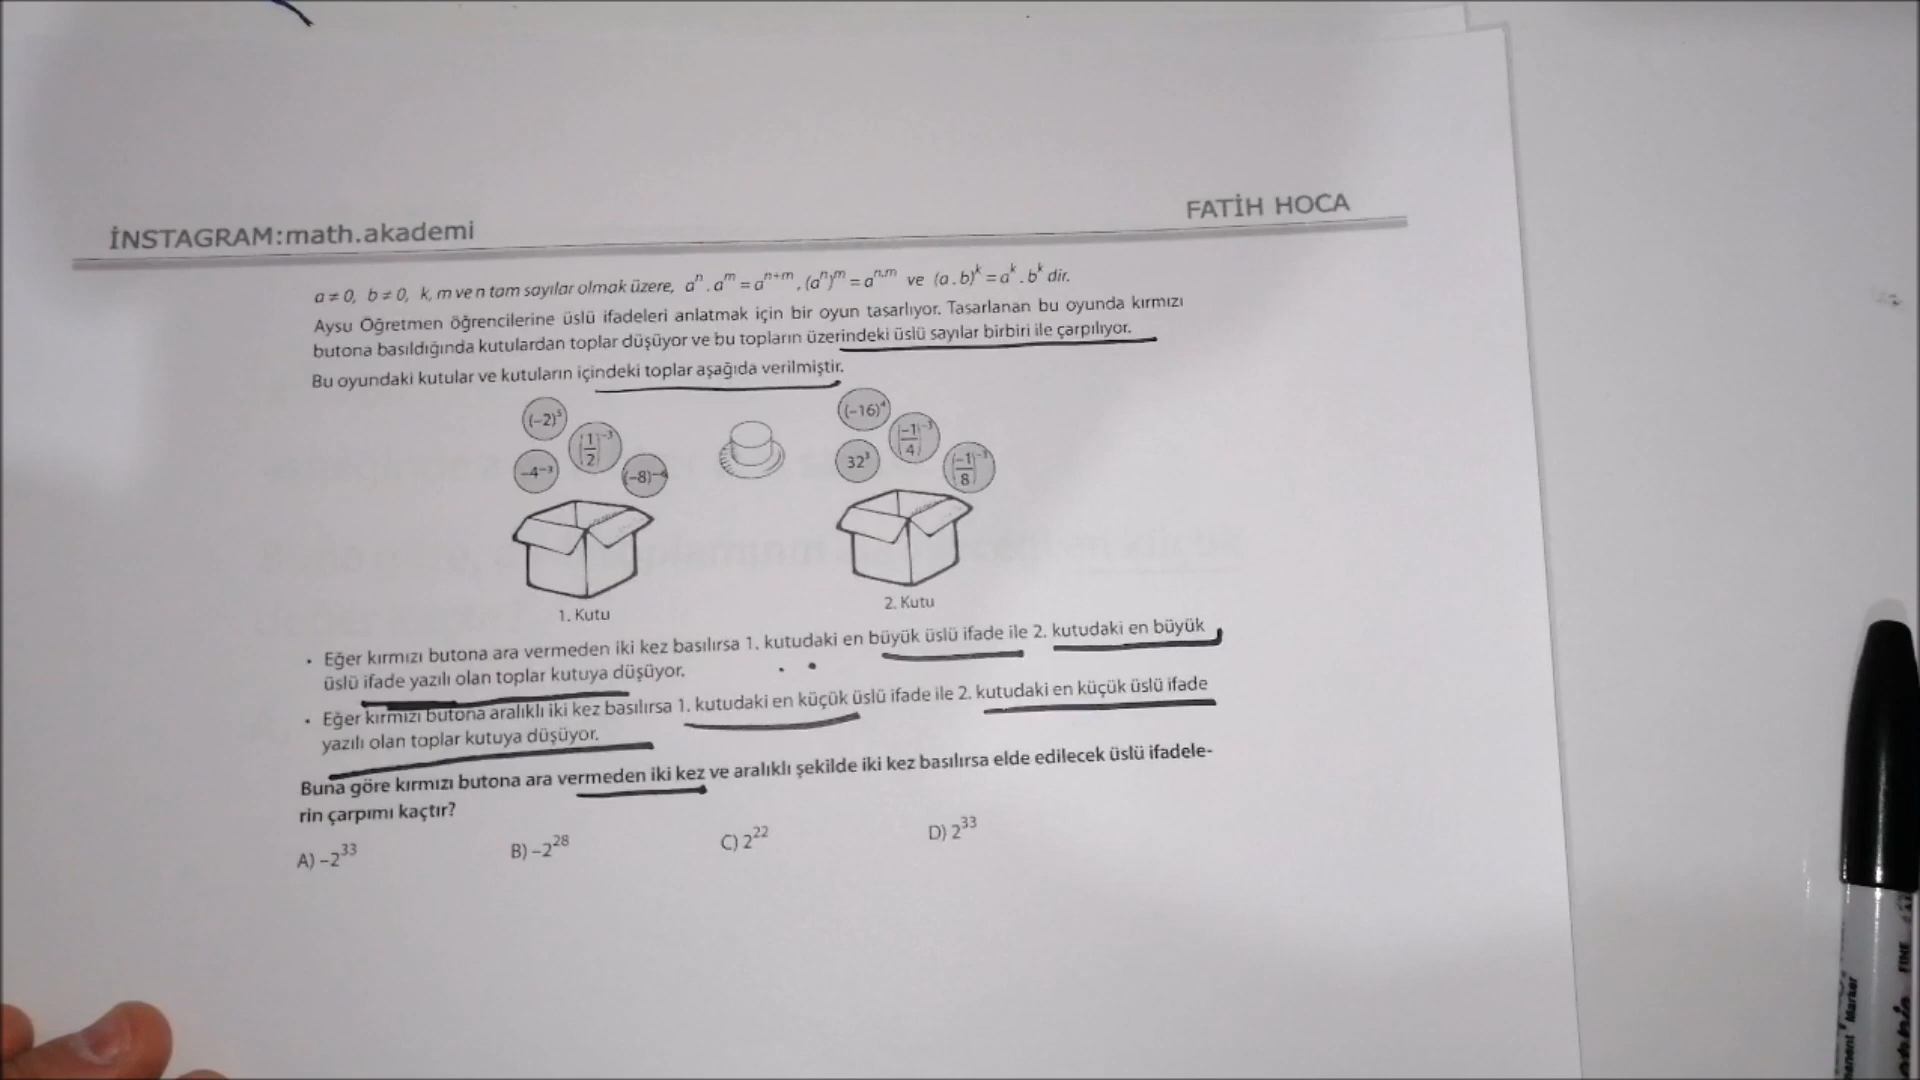 İNSTAGRAM:math.akademi
FATİH HOCA
a ≠ 0, b ≠ 0, k, m ve n tam sayılar olmak üzere, aⁿ . aᵐ = aⁿ⁺ᵐ, (aⁿ)ᵐ = aⁿ·ᵐ ve (a . b)ᵏ = aᵏ . bᵏ dir.
Aysu Öğretmen öğrencilerine üslü ifadeleri anlatmak için bir oyun tasarlıyor. Tasarlanan bu oyunda kırmızı
butona basıldığında kutulardan toplar düşüyor ve bu topların üzerindeki üslü sayılar birbiri ile çarpılıyor.
Bu oyundaki kutular ve kutuların içindeki toplar aşağıda verilmiştir.
(-2)⁵
(1/2)⁻³
-4⁻³
(-8)⁻⁴
(-16)⁴
(-1/4)⁻³
32³
(-1/8)⁻³
1. Kutu
2. Kutu
• Eğer kırmızı butona ara vermeden iki kez basılırsa 1. kutudaki en büyük üslü ifade ile 2. kutudaki en büyük
üslü ifade yazılı olan toplar kutuya düşüyor.
• Eğer kırmızı butona aralıklı iki kez basılırsa 1. kutudaki en küçük üslü ifade ile 2. kutudaki en küçük üslü ifade
yazılı olan toplar kutuya düşüyor.
Buna göre kırmızı butona ara vermeden iki kez ve aralıklı şekilde iki kez basılırsa elde edilecek üslü ifadele-
rin çarpımı kaçtır?
A) -2³³
B) -2²⁸
C) 2²²
D) 2³³